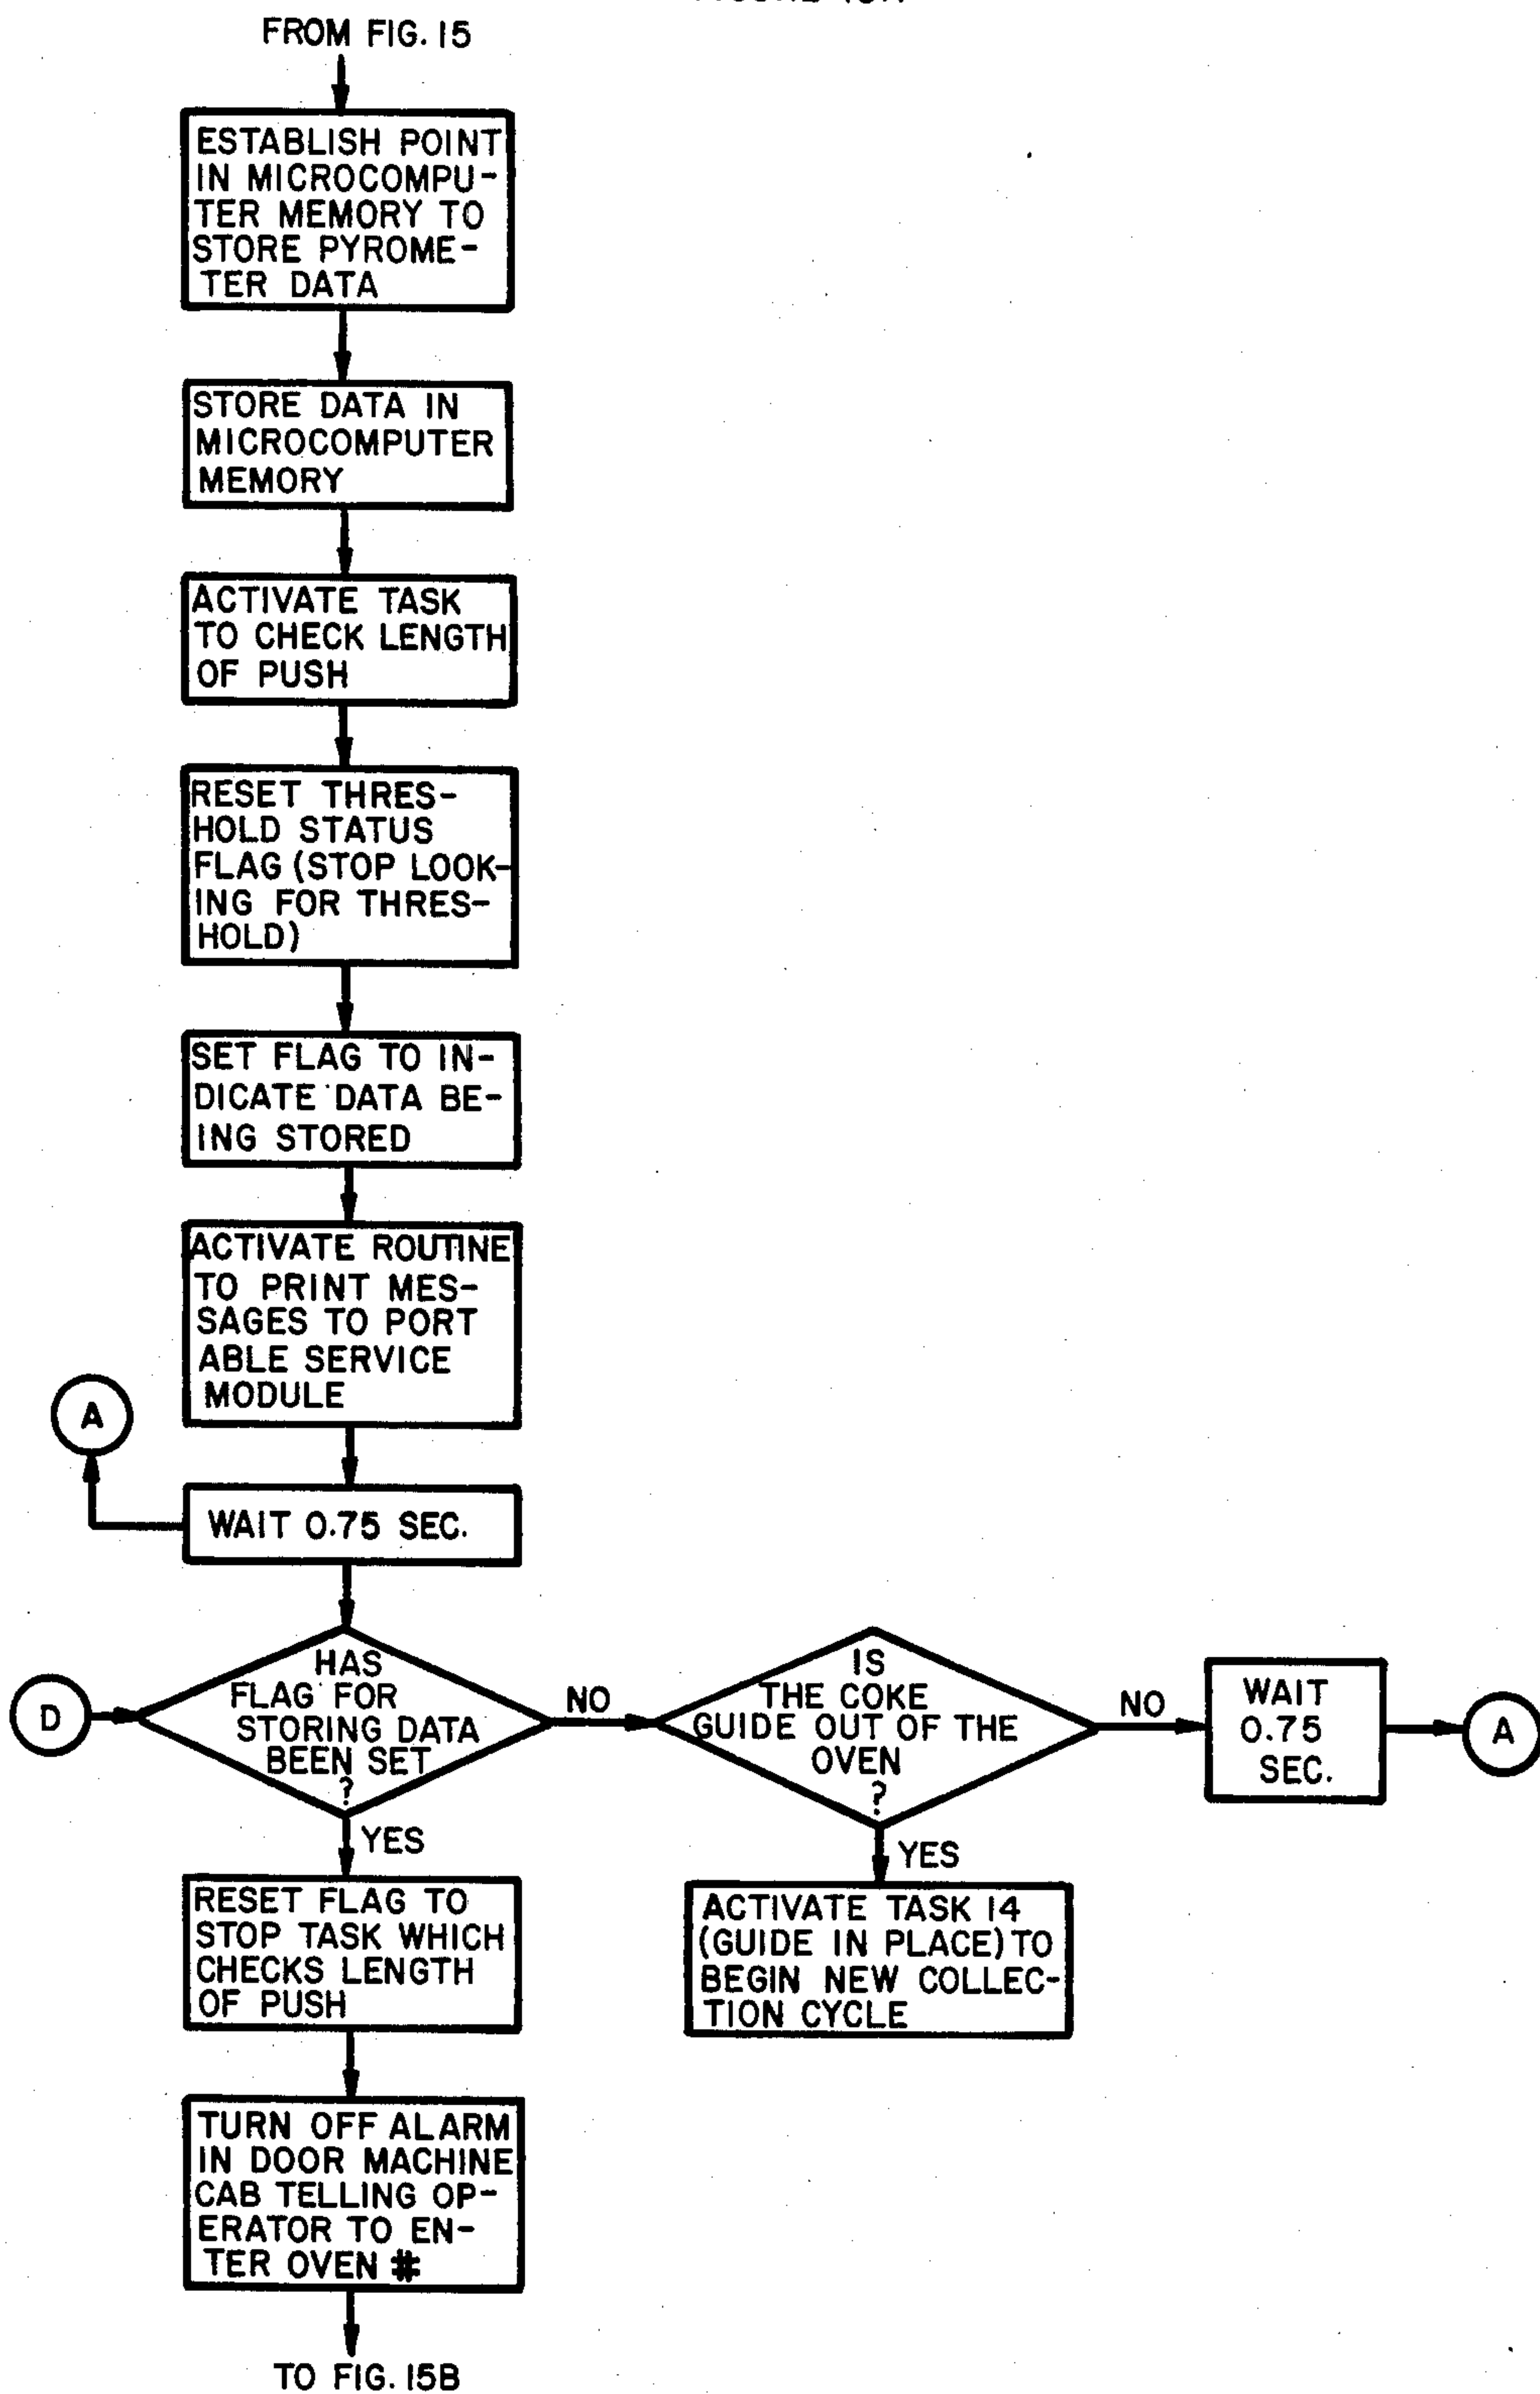 FROM FIG. 15
ESTABLISH POINT
IN MICROCOMPU-
TER MEMORY TO
STORE PYROME-
TER DATA
STORE DATA IN
MICROCOMPUTER
MEMORY
ACTIVATE TASK
TO CHECK LENGTH
OF PUSH
RESET THRES-
HOLD STATUS
FLAG (STOP LOOK-
ING FOR THRES-
HOLD)
SET FLAG TO IN-
DICATE DATA BE-
ING STORED
ACTIVATE ROUTINE
TO PRINT MES-
SAGES TO PORT
ABLE SERVICE
MODULE
A
WAIT 0.75 SEC.
D
HAS
FLAG FOR
STORING DATA
BEEN SET
?
NO
IS
THE COKE
GUIDE OUT OF THE
OVEN
?
NO
WAIT
0.75
SEC.
A
YES
YES
RESET FLAG TO
STOP TASK WHICH
CHECKS LENGTH
OF PUSH
ACTIVATE TASK 14
(GUIDE IN PLACE) TO
BEGIN NEW COLLEC-
TION CYCLE
TURN OFF ALARM
IN DOOR MACHINE
CAB TELLING OP-
ERATOR TO EN-
TER OVEN #
TO FIG. 15B